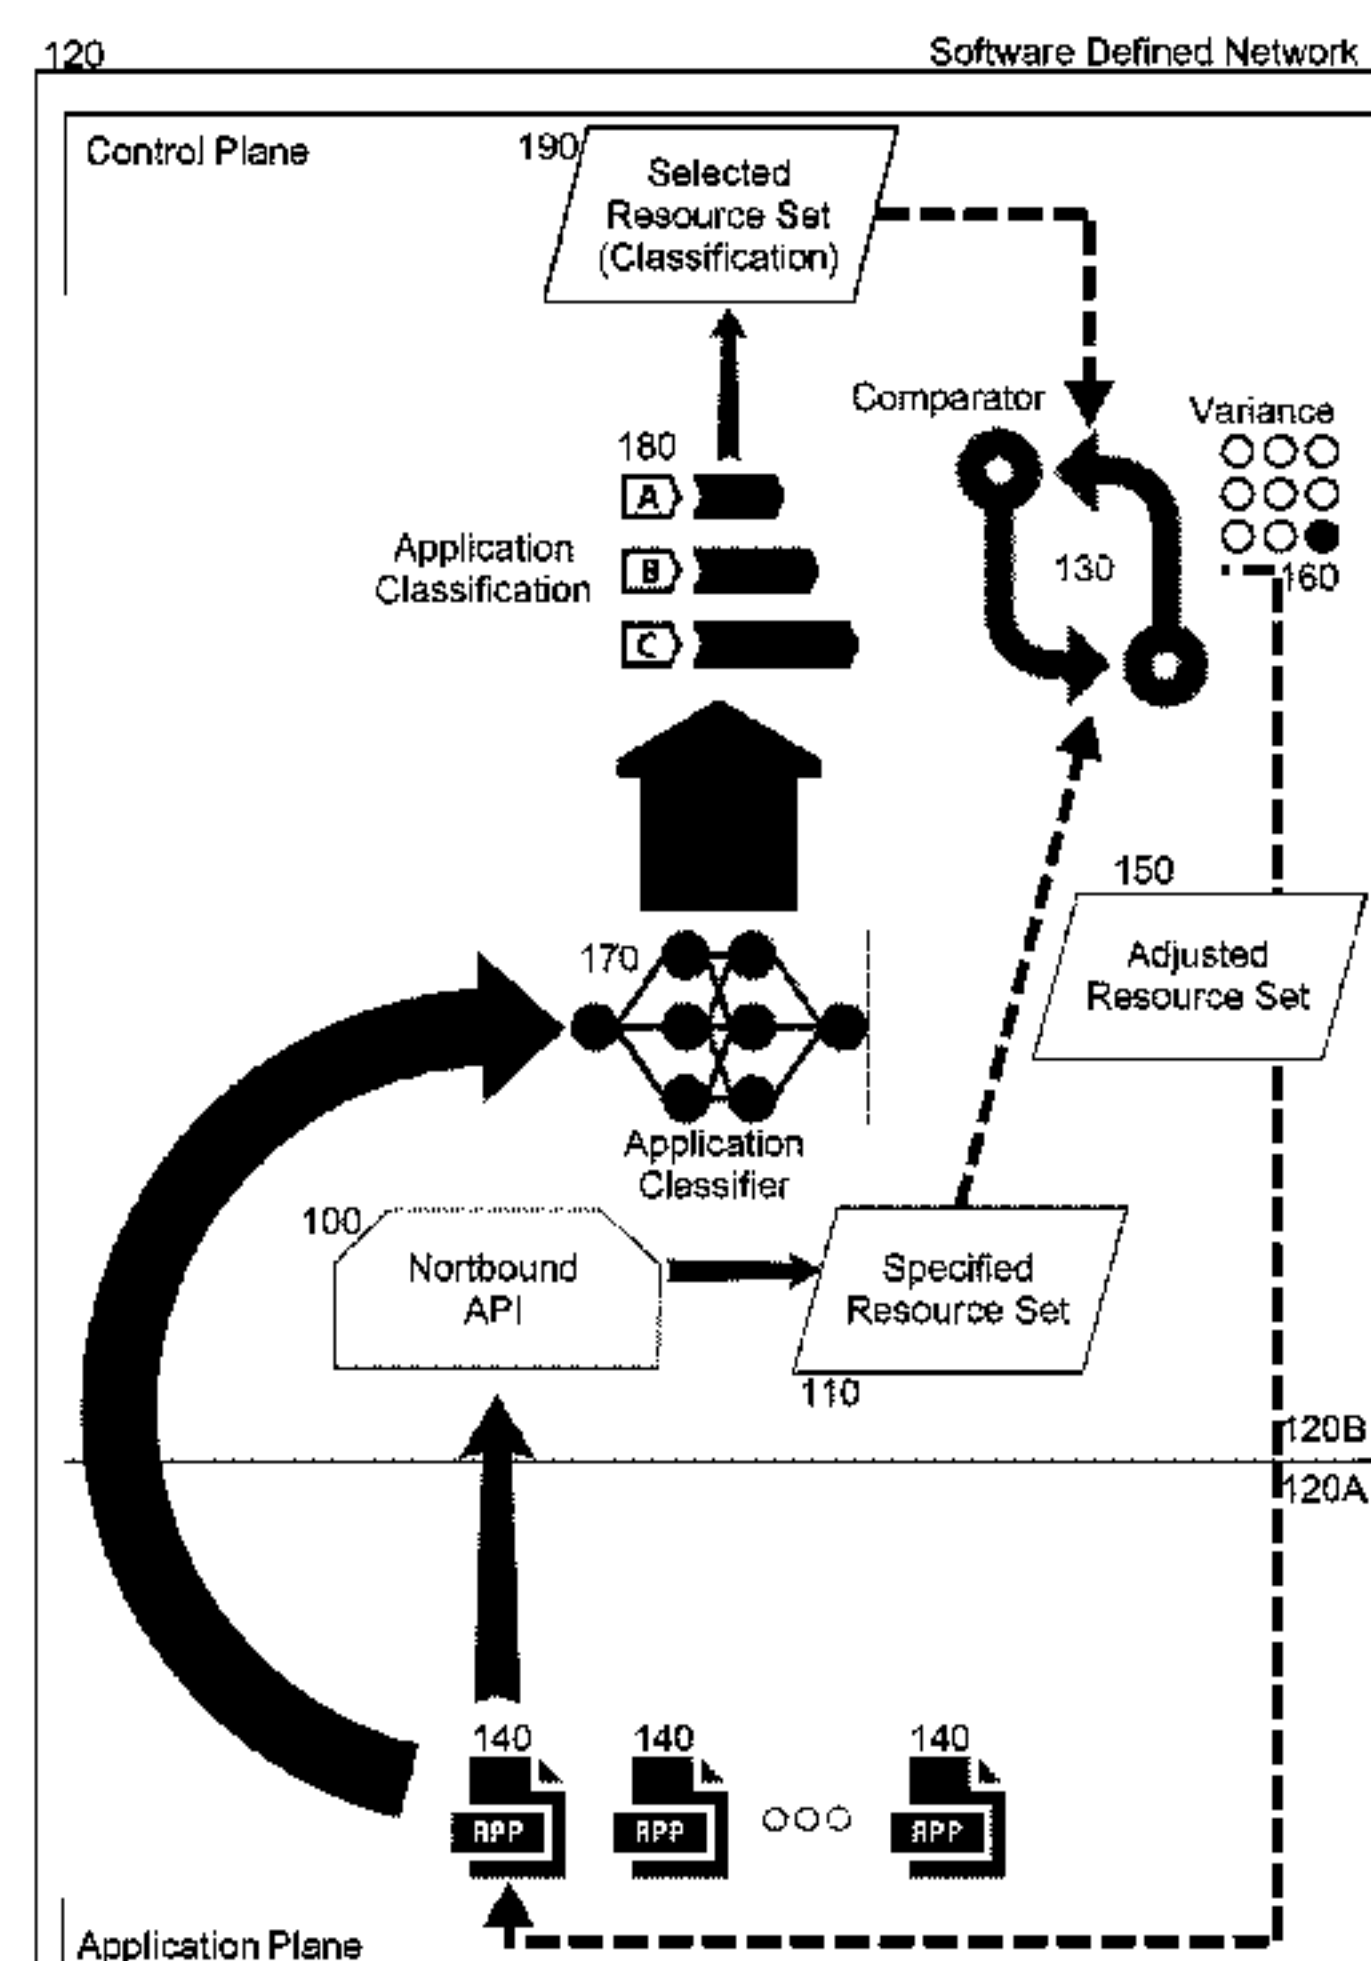 120
Software Defined Network
Control Plane
190
Selected
Resource Set
(Classification)
Comparator
Variance
180
A
Application
Classification
B
130
160
C
150
170
Adjusted
Resource Set
Application
Classifier
100
Nortbound
API
Specified
Resource Set
110
120B
120A
140
140
140
APP
APP
APP
Application Plane